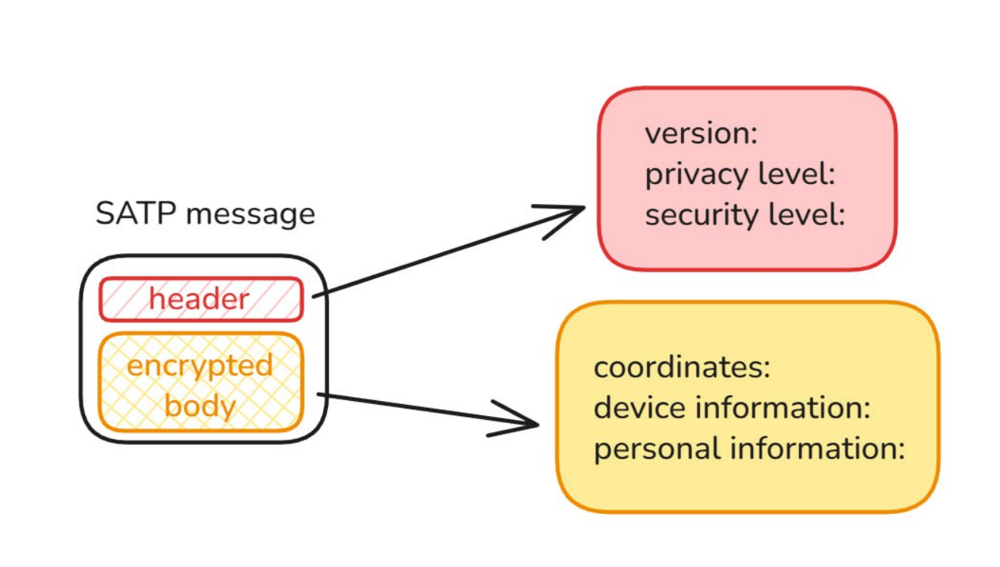 SATP message
header
encrypted
body
version:
privacy level:
security level:
coordinates:
device information:
personal information: